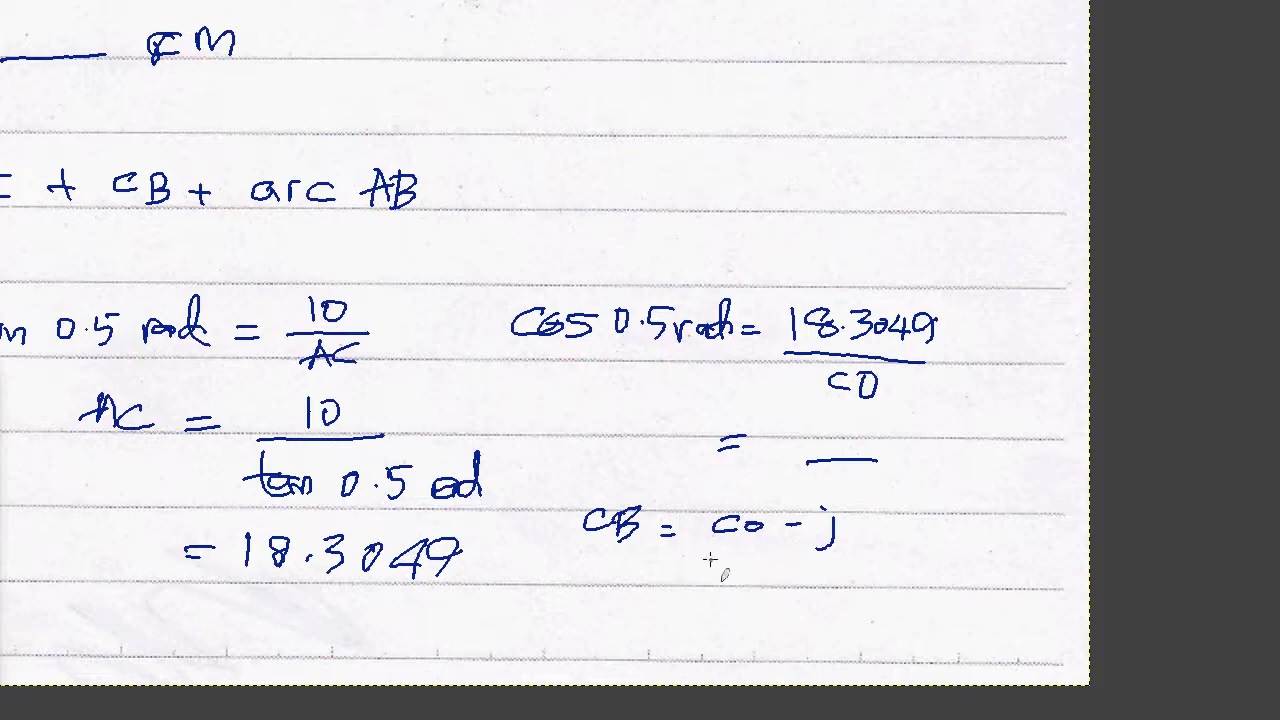 cm
+ CB + arc AB
0.5 rad = 10 / AC
Cos 0.5 rad = 18.3049 / CO
AC = 10 / tan 0.5 rad
=
= 18.3049
CB = CO - j